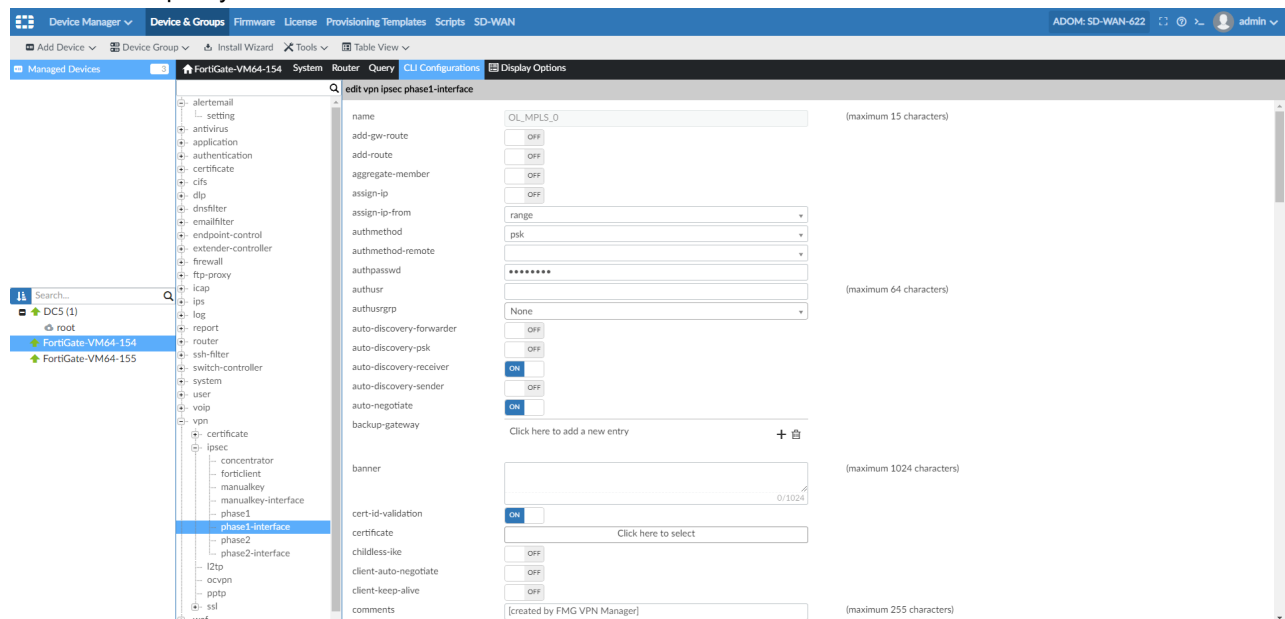 Device Manager Device & Groups Firmware License Provisioning Templates Scripts SD-WAN ADOM: SD-WAN-622 admin
Add Device Device Group Install Wizard Tools Table View
Managed Devices 3 FortiGate-VM64-154 System Router Query CLI Configurations Display Options
edit vpn ipsec phase1-interface
Search...
DC5 (1)
root
FortiGate-VM64-154
FortiGate-VM64-155
alertemail
setting
antivirus
application
authentication
certificate
cifs
dlp
dnsfilter
emailfilter
endpoint-control
extender-controller
firewall
ftp-proxy
icap
ips
log
report
router
ssh-filter
switch-controller
system
user
voip
vpn
certificate
ipsec
concentrator
forticlient
manualkey
manualkey-interface
phase1
phase1-interface
phase2
phase2-interface
l2tp
ocvpn
pptp
ssl
name OL_MPLS_0 (maximum 15 characters)
add-gw-route OFF
add-route OFF
aggregate-member OFF
assign-ip OFF
assign-ip-from range
authmethod psk
authmethod-remote
authpasswd ••••••••
authusr (maximum 64 characters)
authusrgrp None
auto-discovery-forwarder OFF
auto-discovery-psk OFF
auto-discovery-receiver ON
auto-discovery-sender OFF
auto-negotiate ON
backup-gateway Click here to add a new entry
banner (maximum 1024 characters)
0/1024
cert-id-validation ON
certificate Click here to select
childless-ike OFF
client-auto-negotiate OFF
client-keep-alive OFF
comments [created by FMG VPN Manager] (maximum 255 characters)